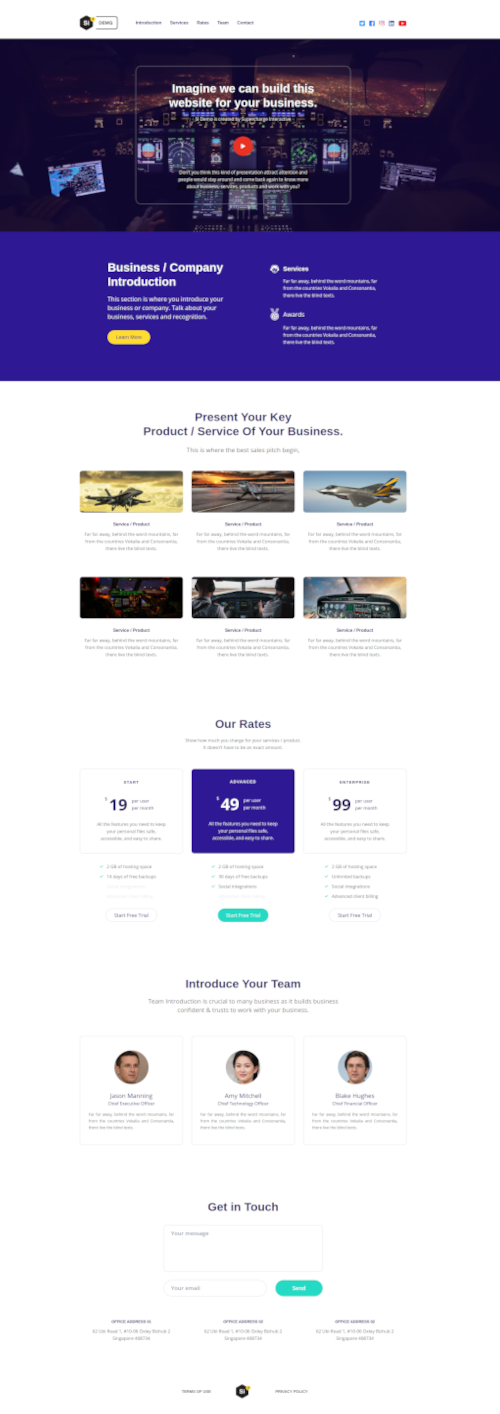 Si DEMO Introduction Services Rates Team Contact
Imagine we can build this
website for your business.
Si Demo is created by Supercharge Interactive
Don't you think this kind of presentation attract attention and
people would stay around and come back again to know more
about business, services, products and work with you?
Business / Company
Introduction
This section is where you introduce your
business or company. Talk about your
business, services and recognition.
Learn More
Services
Far far away, behind the word mountains, far
from the countries Vokalia and Consonantia,
there live the blind texts.
Awards
Far far away, behind the word mountains, far
from the countries Vokalia and Consonantia,
there live the blind texts.
Present Your Key
Product / Service Of Your Business.
This is where the best sales pitch begin.
Service / Product
Far far away, behind the word mountains, far
from the countries Vokalia and Consonantia,
there live the blind texts.
Service / Product
Far far away, behind the word mountains, far
from the countries Vokalia and Consonantia,
there live the blind texts.
Service / Product
Far far away, behind the word mountains, far
from the countries Vokalia and Consonantia,
there live the blind texts.
Service / Product
Far far away, behind the word mountains, far
from the countries Vokalia and Consonantia,
there live the blind texts.
Service / Product
Far far away, behind the word mountains, far
from the countries Vokalia and Consonantia,
there live the blind texts.
Service / Product
Far far away, behind the word mountains, far
from the countries Vokalia and Consonantia,
there live the blind texts.
Our Rates
Show how much you charge for your services / product.
It doesn't have to be an exact amount.
START
$ 19 per user
per month
All the features you need to keep
your personal files safe,
accessible, and easy to share.
2 GB of hosting space
14 days of free backups
Start Free Trial
ADVANCED
$ 49 per user
per month
All the features you need to keep
your personal files safe,
accessible, and easy to share.
2 GB of hosting space
30 days of free backups
Social integrations
Start Free Trial
ENTERPRISE
$ 99 per user
per month
All the features you need to keep
your personal files safe,
accessible, and easy to share.
2 GB of hosting space
Unlimited backups
Social integrations
Advanced client billing
Start Free Trial
Introduce Your Team
Team Introduction is crucial to many business as it builds business
confident & trusts to work with your business.
Jason Manning
Chief Executive Officer
Far far away, behind the word mountains, far
from the countries Vokalia and Consonantia,
there live the blind texts.
Amy Mitchell
Chief Technology Officer
Far far away, behind the word mountains, far
from the countries Vokalia and Consonantia,
there live the blind texts.
Blake Hughes
Chief Financial Officer
Far far away, behind the word mountains, far
from the countries Vokalia and Consonantia,
there live the blind texts.
Get in Touch
Your message
Your email
Send
OFFICE ADDRESS 01
62 Ubi Road 1, #10-08 Oxley Bizhub 2
Singapore 408734
OFFICE ADDRESS 02
62 Ubi Road 1, #10-08 Oxley Bizhub 2
Singapore 408734
OFFICE ADDRESS 03
62 Ubi Road 1, #10-08 Oxley Bizhub 2
Singapore 408734
TERMS OF USE Si PRIVACY POLICY